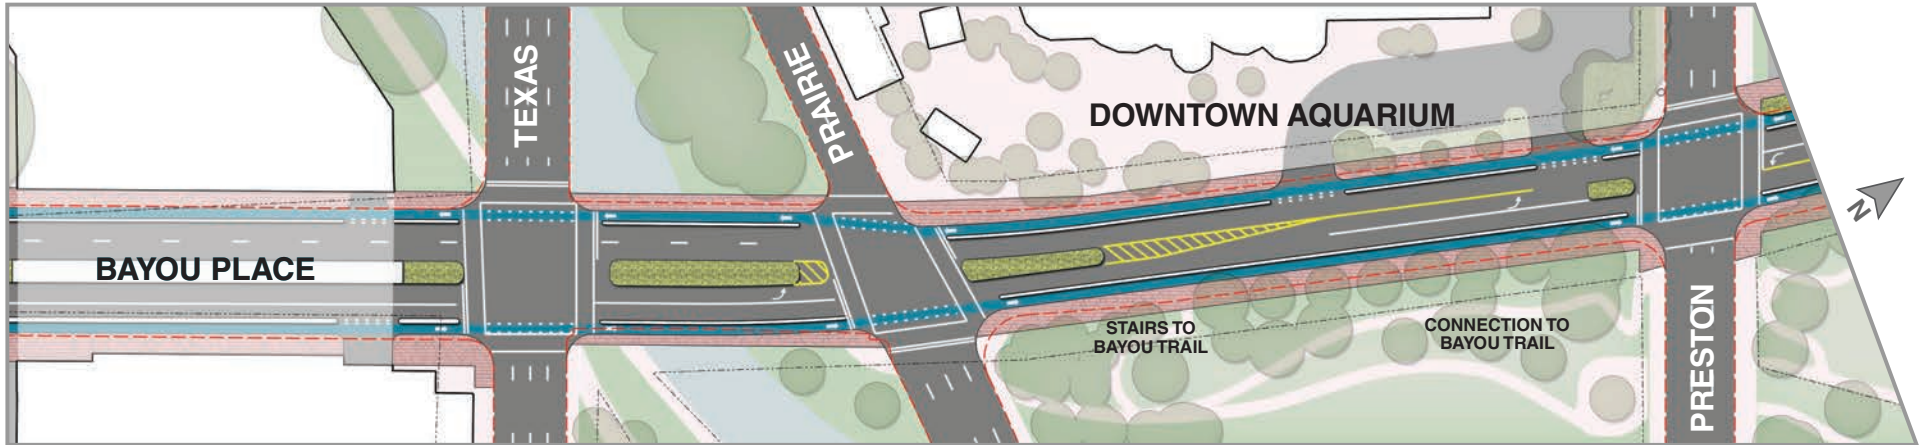 TEXAS
PRAIRIE
DOWNTOWN AQUARIUM
BAYOU PLACE
STAIRS TO
BAYOU TRAIL
CONNECTION TO
BAYOU TRAIL
PRESTON
N